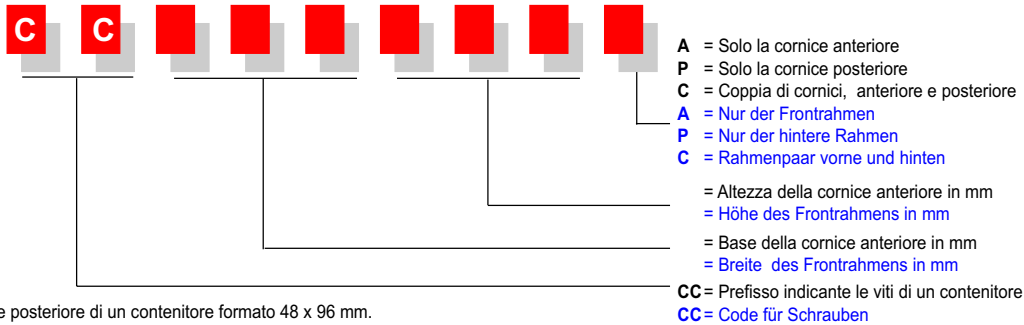 C C
A = Solo la cornice anteriore
P = Solo la cornice posteriore
C = Coppia di cornici, anteriore e posteriore
A = Nur der Frontrahmen
P = Nur der hintere Rahmen
C = Rahmenpaar vorne und hinten
= Altezza della cornice anteriore in mm
= Höhe des Frontrahmens in mm
= Base della cornice anteriore in mm
= Breite des Frontrahmens in mm
CC = Prefisso indicante le viti di un contenitore
CC = Code für Schrauben
e posteriore di un contenitore formato 48 x 96 mm.